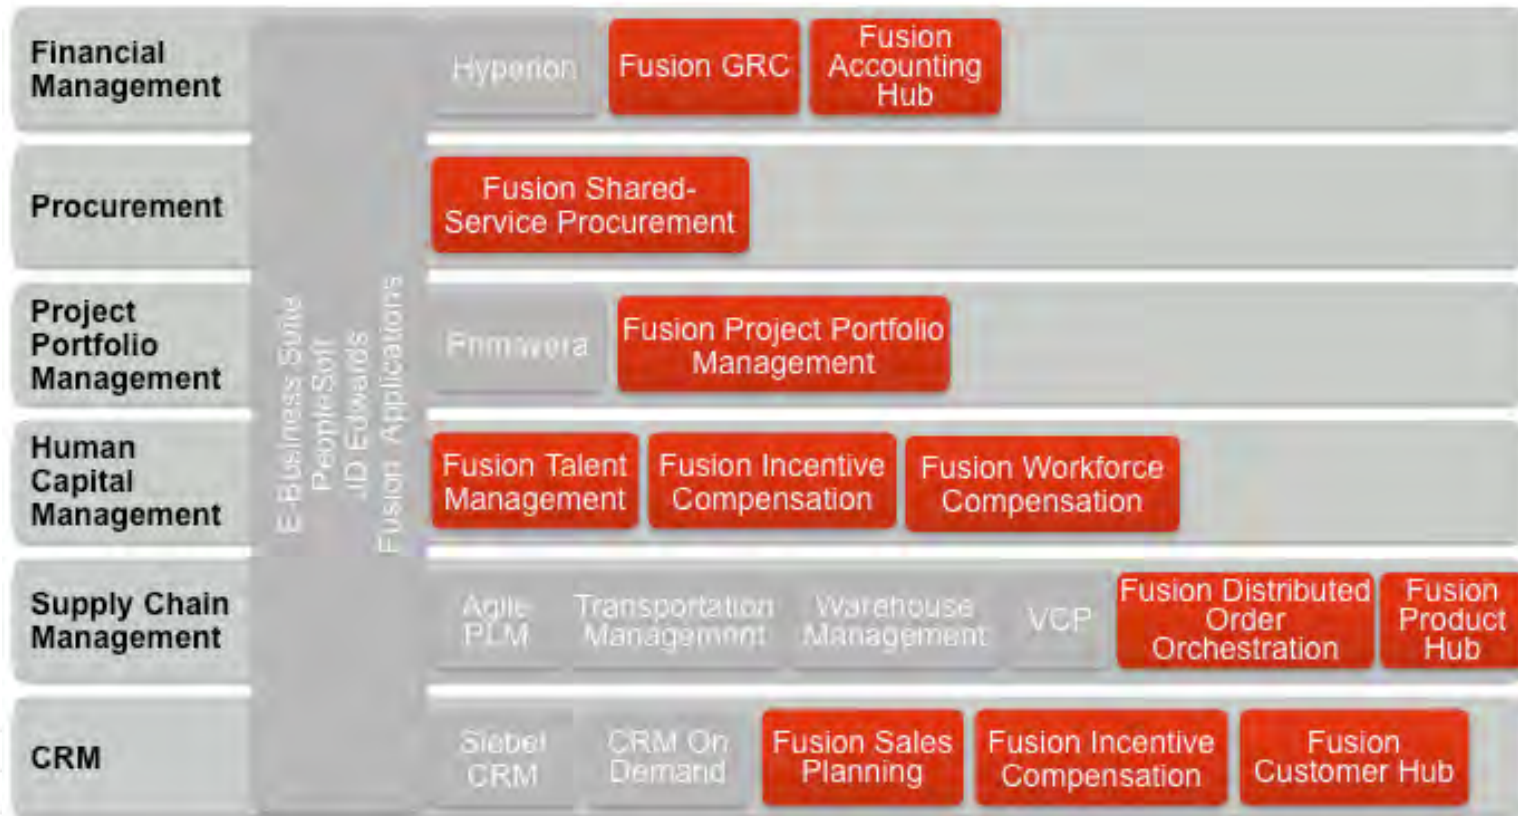 Financial
Management
Hyperion
Fusion GRC
Fusion
Accounting
Hub
Procurement
Fusion Shared-
Service Procurement
Project
Portfolio
Management
Primavera
Fusion Project Portfolio
Management
E-Business Suite
PeopleSoft
JD Edwards
Fusion Applications
Human
Capital
Management
Fusion Talent
Management
Fusion Incentive
Compensation
Fusion Workforce
Compensation
Supply Chain
Management
Agile
PLM
Transportation
Management
Warehouse
Management
VCP
Fusion Distributed
Order
Orchestration
Fusion
Product
Hub
CRM
Siebel
CRM
CRM On
Demand
Fusion Sales
Planning
Fusion Incentive
Compensation
Fusion
Customer Hub